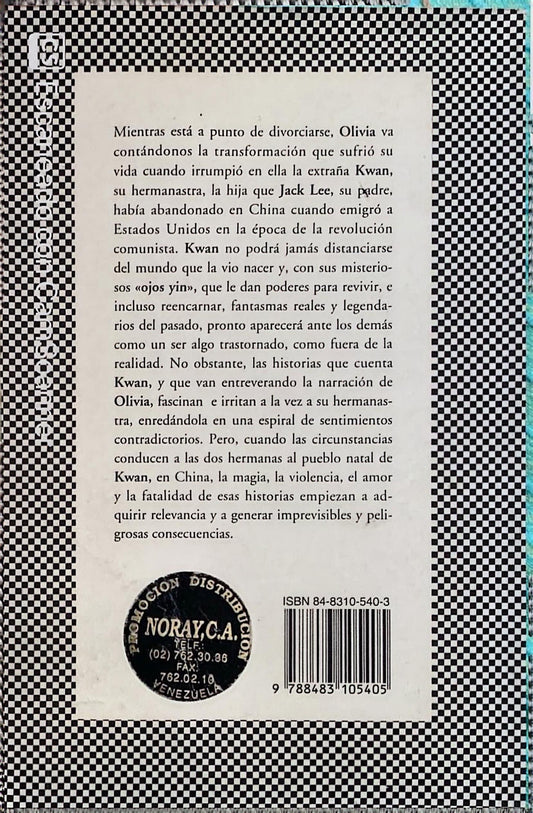 Mientras está a punto de divorciarse, Olivia va
contándonos la transformación que sufrió su
vida cuando irrumpió en ella la extraña Kwan,
su hermanastra, la hija que Jack Lee, su padre,
había abandonado en China cuando emigró a
Estados Unidos en la época de la revolución
comunista. Kwan no podrá jamás distanciarse
del mundo que la vio nacer y, con sus misterio-
sos «ojos yin», que le dan poderes para revivir, e
incluso reencarnar, fantasmas reales y legenda-
rios del pasado, pronto aparecerá ante los demás
como un ser algo trastornado, como fuera de la
realidad. No obstante, las historias que cuenta
Kwan, y que van entreverando la narración de
Olivia, fascinan e irritan a la vez a su hermanas-
tra, enredándola en una espiral de sentimientos
contradictorios. Pero, cuando las circunstancias
conducen a las dos hermanas al pueblo natal de
Kwan, en China, la magia, la violencia, el amor
y la fatalidad de esas historias empiezan a ad-
quirir relevancia y a generar imprevisibles y peli-
grosas consecuencias.
PROMOCION DISTRIBUCION
NORAY, C.A.
TELF.:
(02) 762.30.36
FAX:
762.02.10
VENEZUELA
ISBN 84-8310-540-3
9 788483 105405
CS Escaneado con CamScanner